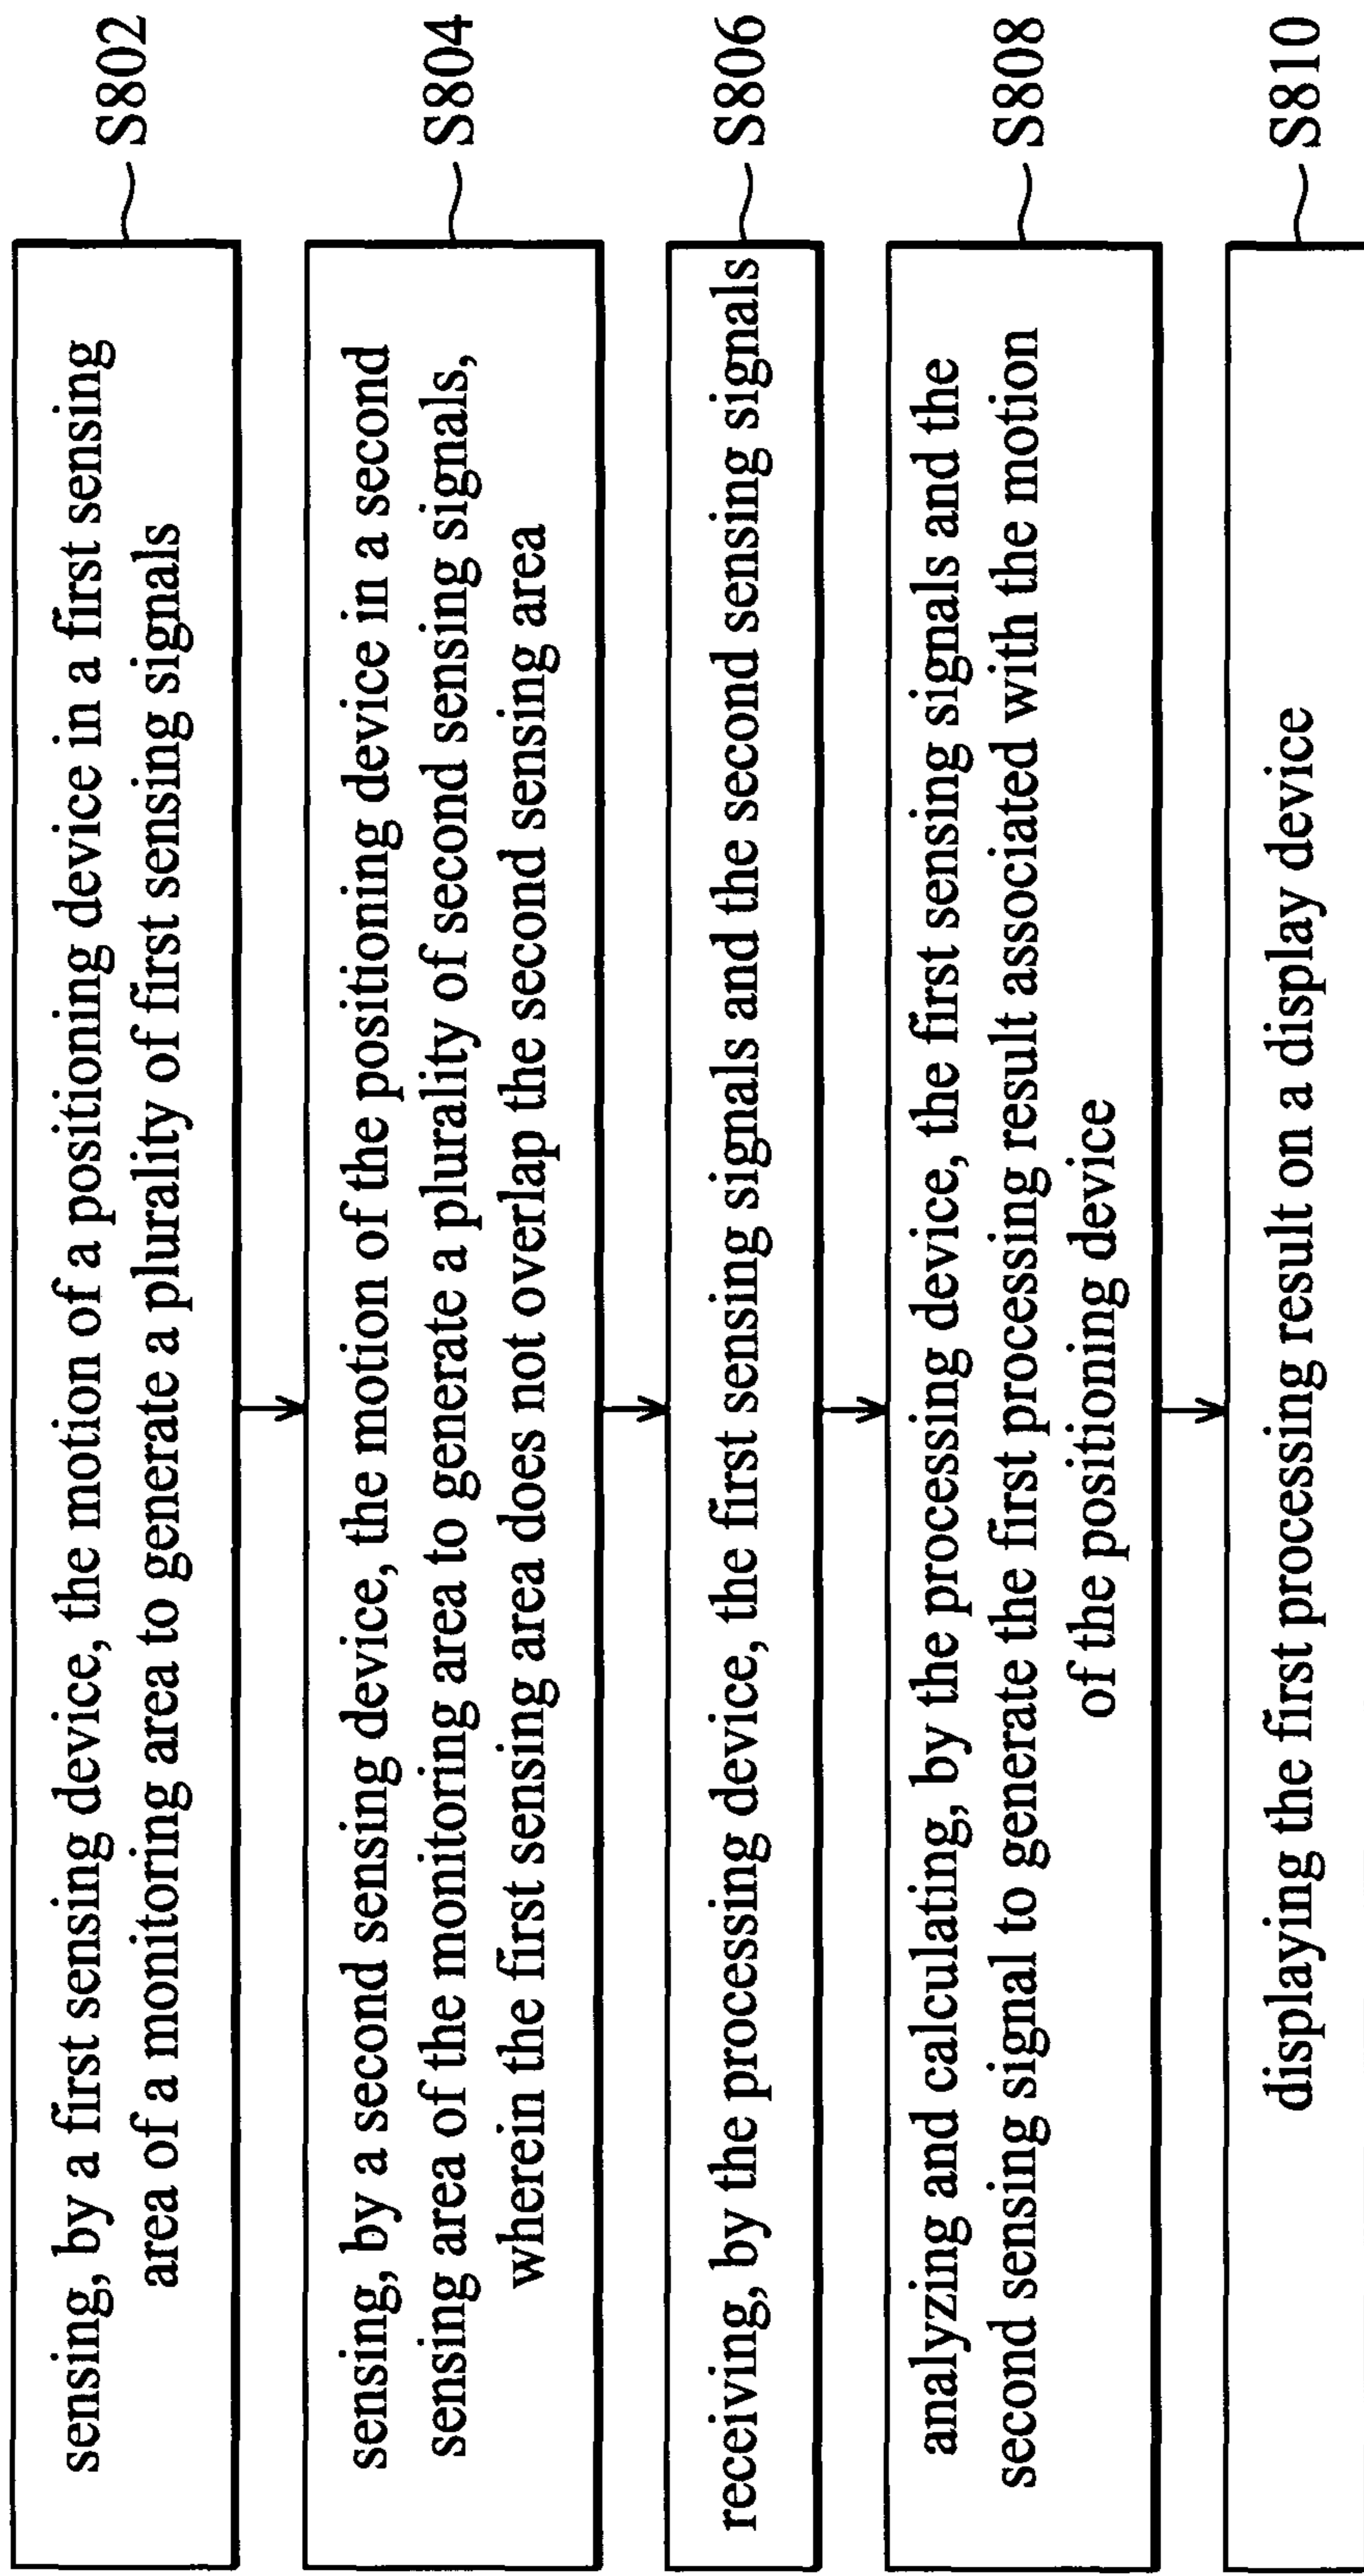 sensing, by a first sensing device, the motion of a positioning device in a first sensing
area of a monitoring area to generate a plurality of first sensing signals
S802
sensing, by a second sensing device, the motion of the positioning device in a second
sensing area of the monitoring area to generate a plurality of second sensing signals,
wherein the first sensing area does not overlap the second sensing area
S804
receiving, by the processing device, the first sensing signals and the second sensing signals
S806
analyzing and calculating, by the processing device, the first sensing signals and the
second sensing signal to generate the first processing result associated with the motion
of the positioning device
S808
displaying the first processing result on a display device
S810